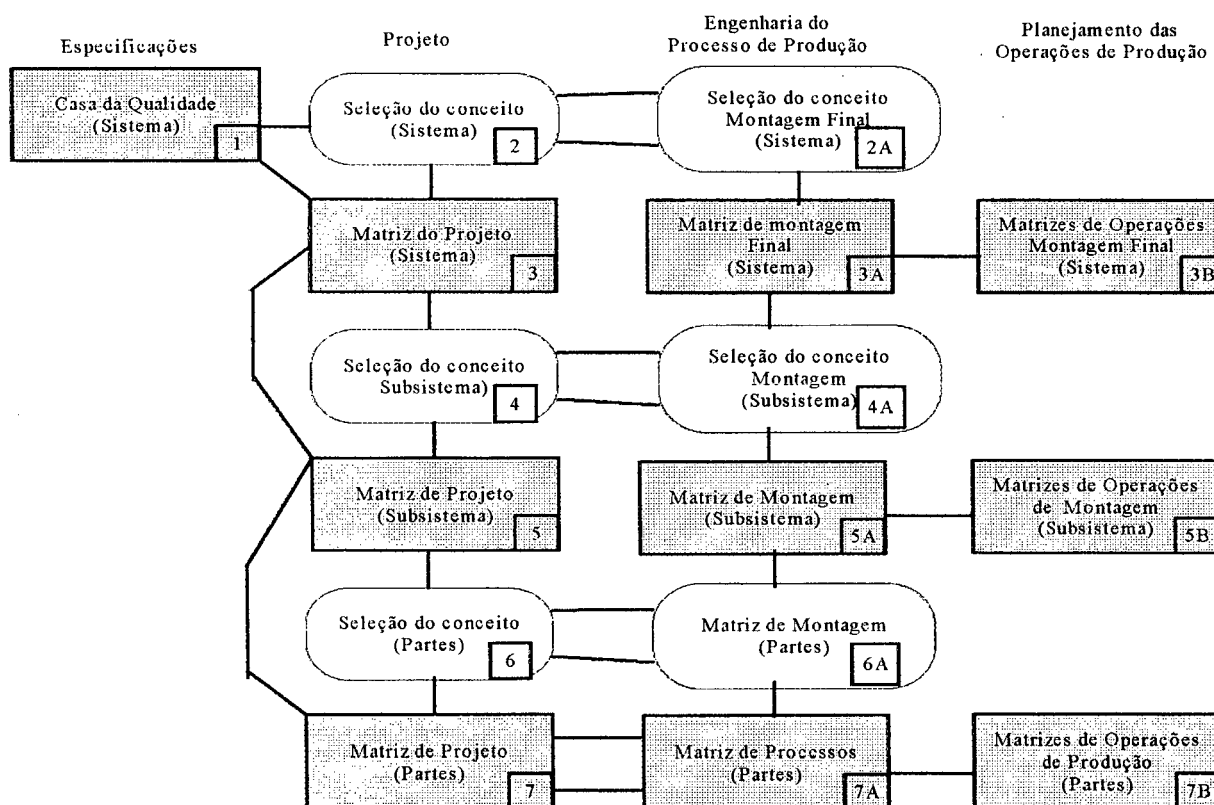 Especificações
Projeto
Engenharia do
Processo de Produção
Planejamento das
Operações de Produção
Casa da Qualidade
(Sistema)
1
Seleção do conceito
(Sistema)
2
Seleção do conceito
Montagem Final
(Sistema)
2A
Matriz do Projeto
(Sistema)
3
Matriz de montagem
Final
(Sistema)
3A
Matrizes de Operações
Montagem Final
(Sistema)
3B
Seleção do conceito
Subsistema)
4
Seleção do conceito
Montagem
(Subsistema)
4A
Matriz de Projeto
(Subsistema)
5
Matriz de Montagem
(Subsistema)
5A
Matrizes de Operações
de Montagem
(Subsistema)
5B
Seleção do conceito
(Partes)
6
Matriz de Montagem
(Partes)
6A
Matriz de Projeto
(Partes)
7
Matriz de Processos
(Partes)
7A
Matrizes de Operações
de Produção
(Partes)
7B